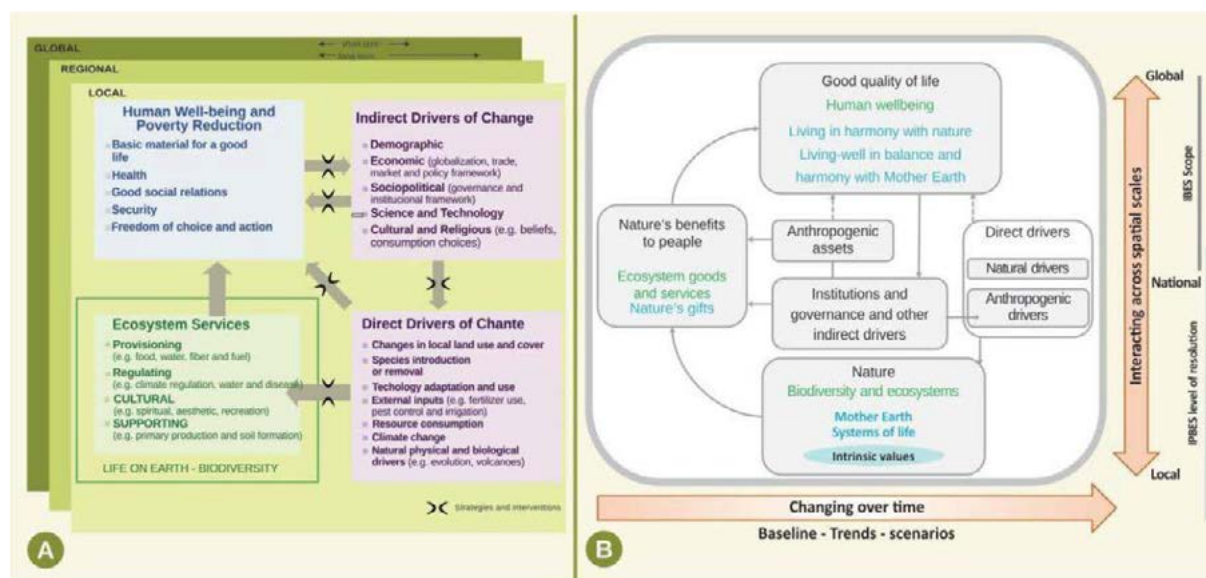 GLOBAL
short term
long term
REGIONAL
LOCAL
Human Well-being and
Poverty Reduction
Basic material for a good
life
Health
Good social relations
Security
Freedom of choice and action
Indirect Drivers of Change
Demographic
Economic (globalization, trade,
market and policy framework)
Sociopolitical (governance and
institutional framework)
Science and Technology
Cultural and Religious (e.g. beliefs,
consumption choices)
Ecosystem Services
Provisioning
(e.g. food, water, fiber and fuel)
Regulating
(e.g. climate regulation, water and disease)
CULTURAL
(e.g. spiritual, aesthetic, recreation)
SUPPORTING
(e.g. primary production and soil formation)
LIFE ON EARTH - BIODIVERSITY
Direct Drivers of Chante
Changes in local land use and cover
Species introduction
or removal
Techology adaptation and use
External inputs (e.g. fertilizer use,
pest control and irrigation)
Resource consumption
Climate change
Natural physical and biological
drivers (e.g. evolution, volcanoes)
Strategies and interventions
A
Good quality of life
Human wellbeing
Living in harmony with nature
Living-well in balance and
harmony with Mother Earth
Nature's benefits
to peaple
Ecosystem goods
and services
Nature's gifts
Anthropogenic
assets
Institutions and
governance and other
indirect drivers
Direct drivers
Natural drivers
Anthropogenic
drivers
Nature
Biodiversity and ecosystems
Mother Earth
Systems of life
Intrinsic values
Global
National
Local
Interacting across spatial scales
IBES Scope
IPBES level of resolution
Changing over time
Baseline - Trends - scenarios
B